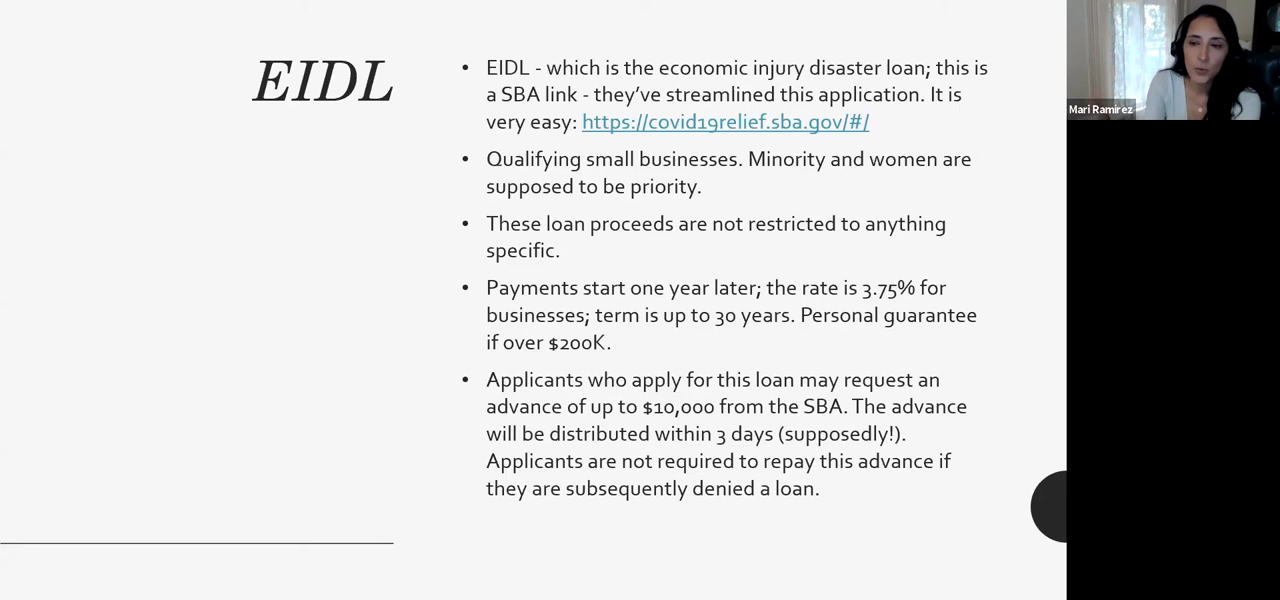 EIDL
• EIDL - which is the economic injury disaster loan; this is
a SBA link - they’ve streamlined this application. It is
very easy: https://covid19relief.sba.gov/#/
• Qualifying small businesses. Minority and women are
supposed to be priority.
• These loan proceeds are not restricted to anything
specific.
• Payments start one year later; the rate is 3.75% for
businesses; term is up to 30 years. Personal guarantee
if over $200K.
• Applicants who apply for this loan may request an
advance of up to $10,000 from the SBA. The advance
will be distributed within 3 days (supposedly!).
Applicants are not required to repay this advance if
they are subsequently denied a loan.
Mari Ramirez